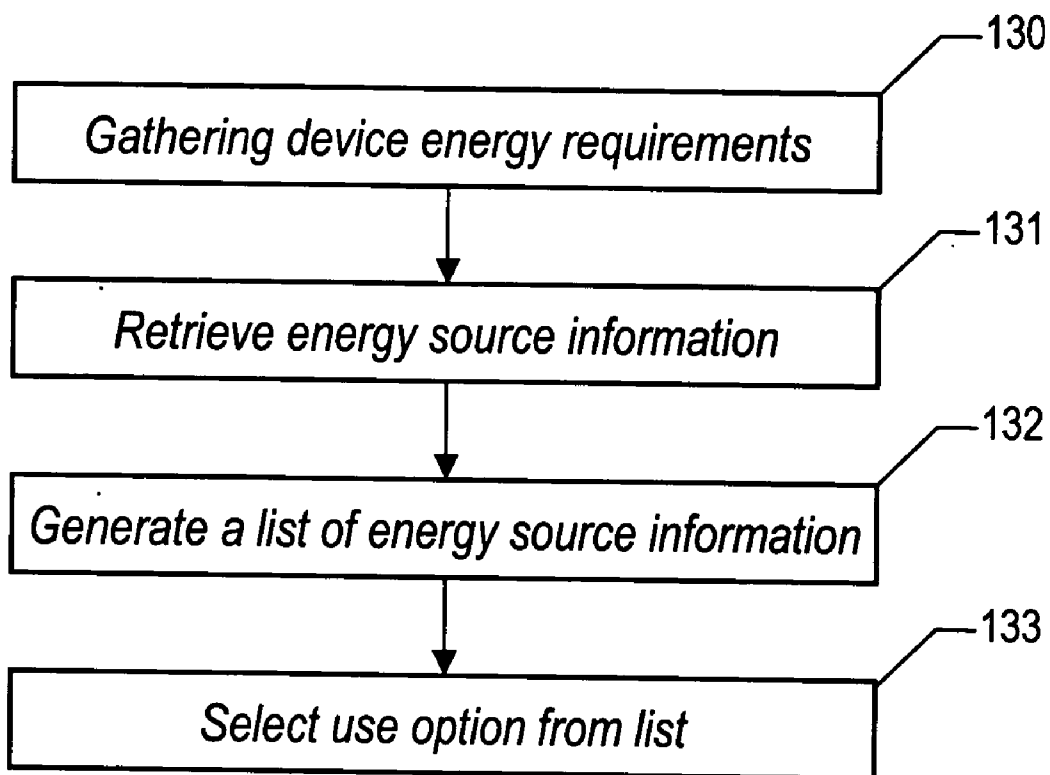 130
Gathering device energy requirements
131
Retrieve energy source information
132
Generate a list of energy source information
133
Select use option from list